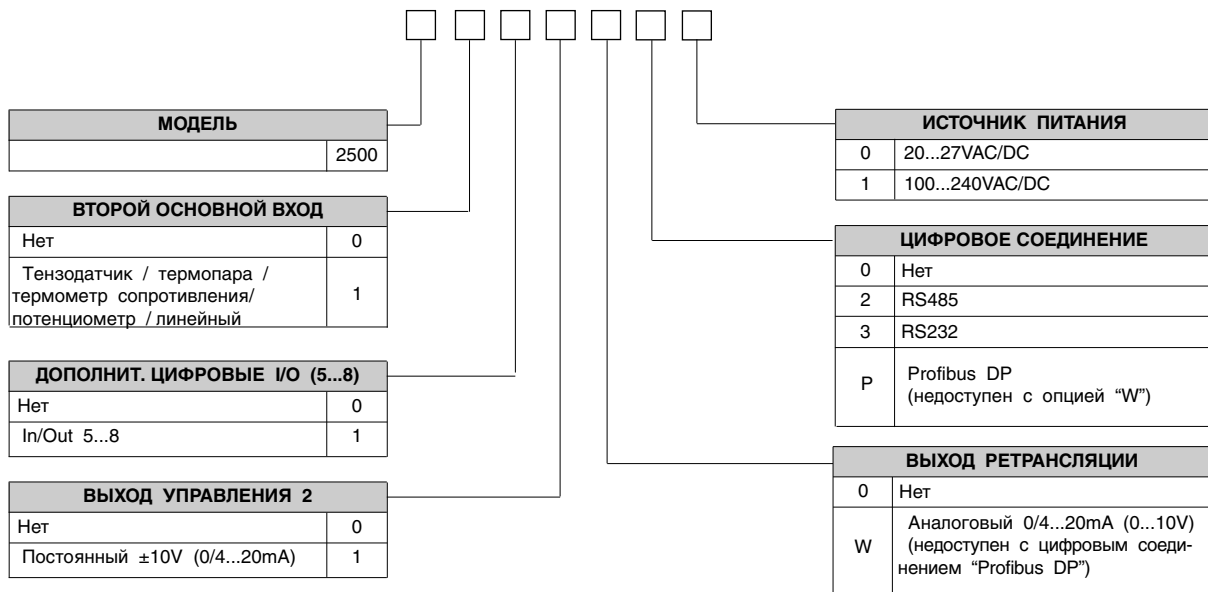 МОДЕЛЬ
2500
ВТОРОЙ ОСНОВНОЙ ВХОД
Нет 0
Тензодатчик / термопара /
термометр сопротивления/
потенциометр / линейный
1
ДОПОЛНИТ. ЦИФРОВЫЕ I/O (5...8)
Нет 0
In/Out 5...8 1
ВЫХОД УПРАВЛЕНИЯ 2
Нет 0
Постоянный ±10V (0/4...20mA) 1
ИСТОЧНИК ПИТАНИЯ
0 20...27VAC/DC
1 100...240VAC/DC
ЦИФРОВОЕ СОЕДИНЕНИЕ
0 Нет
2 RS485
3 RS232
P Profibus DP
(недоступен с опцией “W”)
ВЫХОД РЕТРАНСЛЯЦИИ
0 Нет
W Аналоговый 0/4...20mA (0...10V)
(недоступен с цифровым соеди-
нением “Profibus DP”)